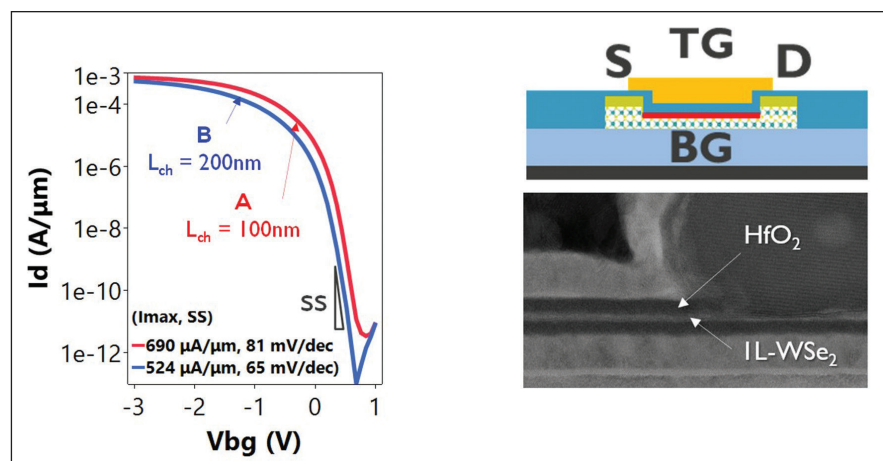 1e-3
1e-4
1e-6
1e-8
1e-10
1e-12
Id (A/μm)
B
L_ch = 200nm
A
L_ch = 100nm
SS
(Imax, SS)
690 μA/μm, 81 mV/dec
524 μA/μm, 65 mV/dec)
-3 -2 -1 0 1
Vbg (V)
TG
S D
BG
HfO₂
1L-WSe₂